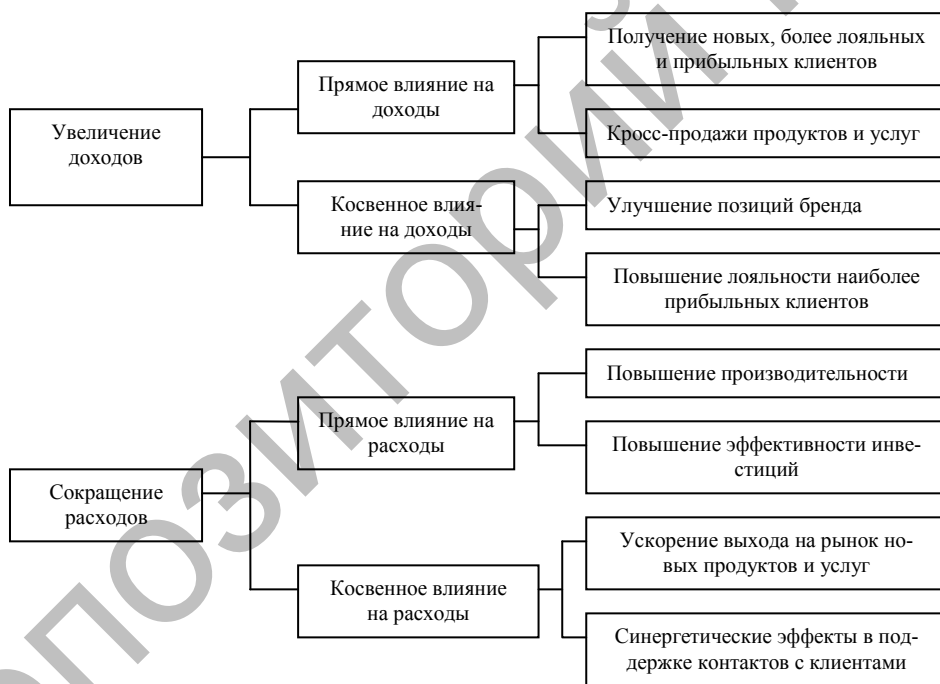 Увеличение
доходов
Прямое влияние на
доходы
Получение новых, более лояльных
и прибыльных клиентов
Кросс-продажи продуктов и услуг
Косвенное влия-
ние на доходы
Улучшение позиций бренда
Повышение лояльности наиболее
прибыльных клиентов
Сокращение
расходов
Прямое влияние на
расходы
Повышение производительности
Повышение эффективности инве-
стиций
Косвенное влияние
на расходы
Ускорение выхода на рынок но-
вых продуктов и услуг
Синергетические эффекты в под-
держке контактов с клиентами